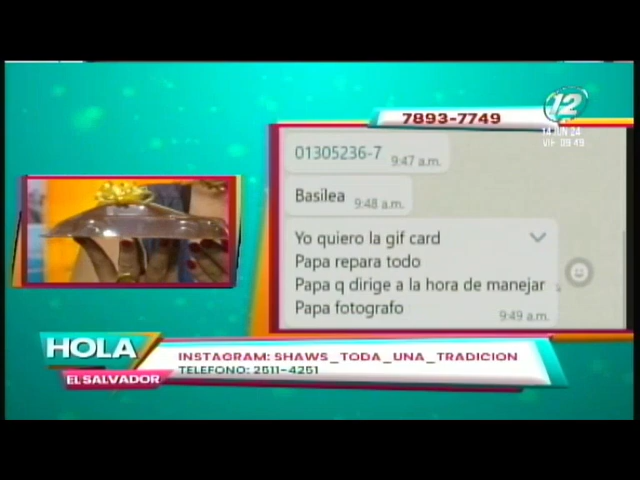 12
14 JUN 24
VIE 09:49
7893-7749
01305236-7 9:47 a.m.
Basilea 9:48 a.m.
Yo quiero la gif card
Papa repara todo
Papa q dirige a la hora de manejar
Papa fotografo
9:49 a.m.
HOLA
EL SALVADOR
INSTAGRAM: SHAWS_TODA_UNA_TRADICION
TELEFONO: 2511-4251